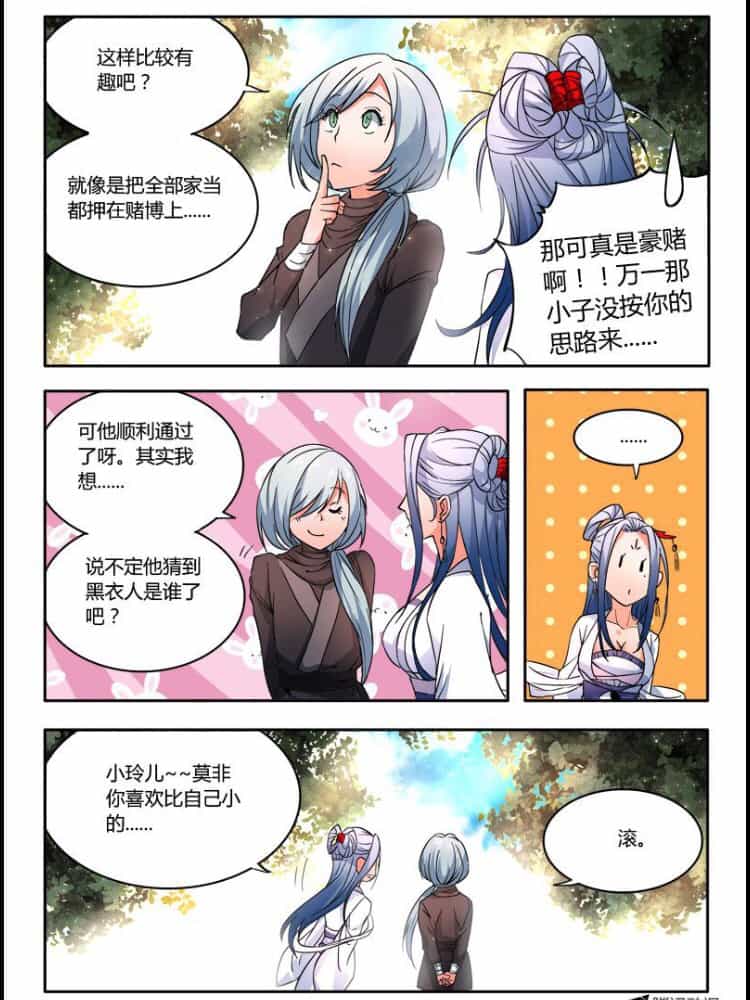 这样比较有
趣吧？
就像是把全部家当
都押在赌博上……
那可真是豪赌
啊！！万一那
小子没按你的
思路来……
可他顺利通过
了呀。其实我
想……
说不定他猜到
黑衣人是谁了
吧？
……
小玲儿~~莫非
你喜欢比自己小
的……
滚。